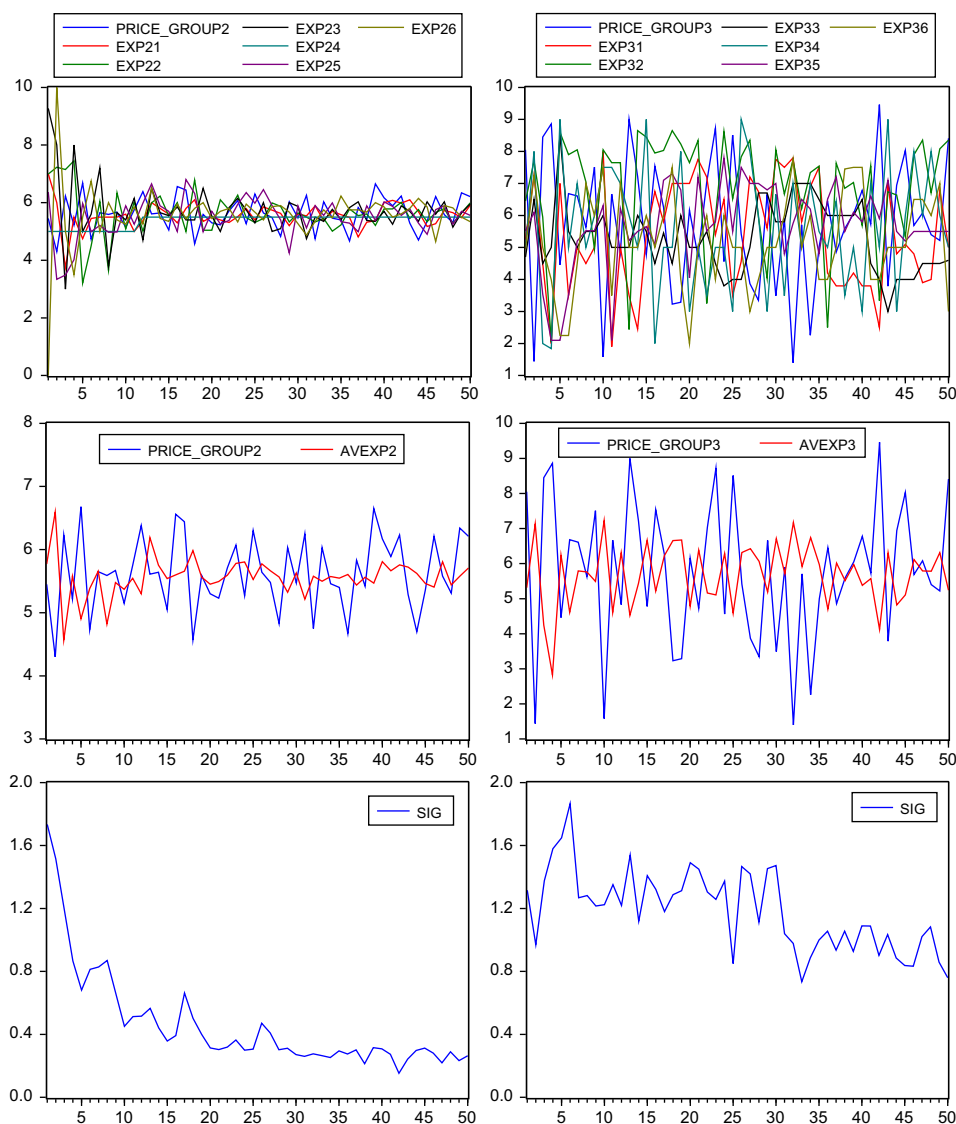 PRICE_GROUP2 EXP23 EXP26
EXP21 EXP24
EXP22 EXP25
10
8
6
4
2
0
5 10 15 20 25 30 35 40 45 50
PRICE_GROUP3 EXP33 EXP36
EXP31 EXP34
EXP32 EXP35
10
9
8
7
6
5
4
3
2
1
5 10 15 20 25 30 35 40 45 50
8
PRICE_GROUP2 AVEXP2
7
6
5
4
3
5 10 15 20 25 30 35 40 45 50
10
PRICE_GROUP3 AVEXP3
9
8
7
6
5
4
3
2
1
5 10 15 20 25 30 35 40 45 50
2.0
SIG
1.6
1.2
0.8
0.4
0.0
5 10 15 20 25 30 35 40 45 50
2.0
SIG
1.6
1.2
0.8
0.4
0.0
5 10 15 20 25 30 35 40 45 50